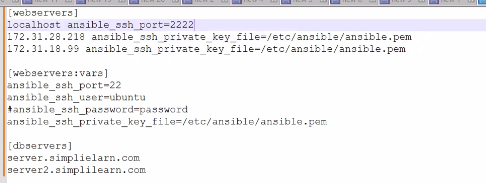 [webservers]
localhost ansible_ssh_port=2222
172.31.28.218 ansible_ssh_private_key_file=/etc/ansible/ansible.pem
172.31.18.99 ansible_ssh_private_key_file=/etc/ansible/ansible.pem
[webservers:vars]
ansible_ssh_port=22
ansible_ssh_user=ubuntu
#ansible_ssh_password=password
ansible_ssh_private_key_file=/etc/ansible/ansible.pem
[dbservers]
server.simplielarn.com
server2.simplilearn.com